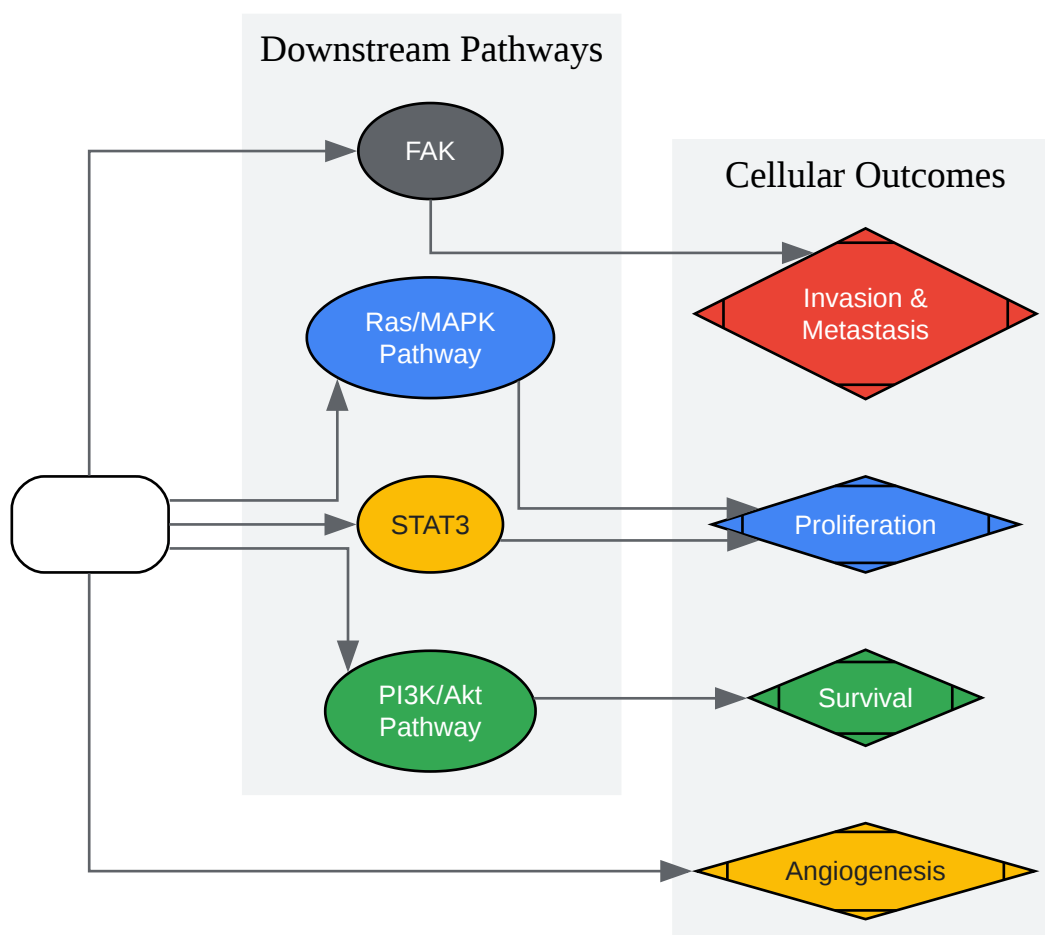 Downstream Pathways
FAK
Ras/MAPK
Pathway
STAT3
PI3K/Akt
Pathway
Cellular Outcomes
Invasion &
Metastasis
Proliferation
Survival
Angiogenesis